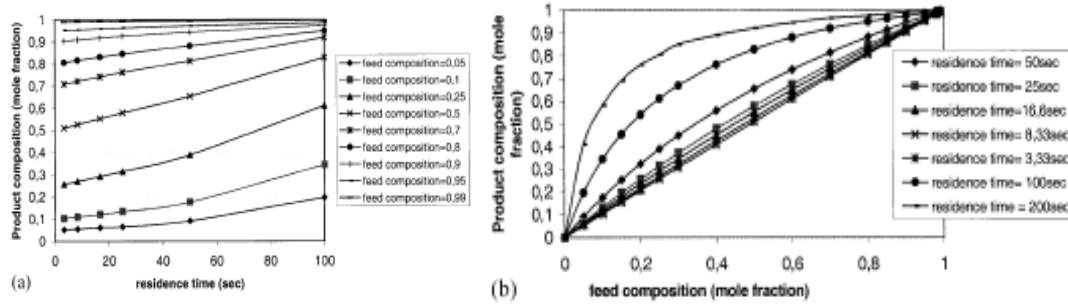 Product composition (mole fraction)
1
0,9
0,8
0,7
0,6
0,5
0,4
0,3
0,2
0,1
0
0 20 40 60 80 100
residence time (sec)
(a)
feed composition=0,05
feed composition=0,1
feed composition=0,25
feed composition=0,5
feed composition=0,7
feed composition=0,8
feed composition=0,9
feed composition=0,95
feed composition=0,99
Product composition (mole
fraction)
1
0,9
0,8
0,7
0,6
0,5
0,4
0,3
0,2
0,1
0
0 0,2 0,4 0,6 0,8 1
feed composition (mole fraction)
(b)
residence time= 50sec
residence time= 25sec
residence time= 16,6sec
residence time= 8,33sec
residence time= 3,33sec
residence time= 100sec
residence time = 200sec